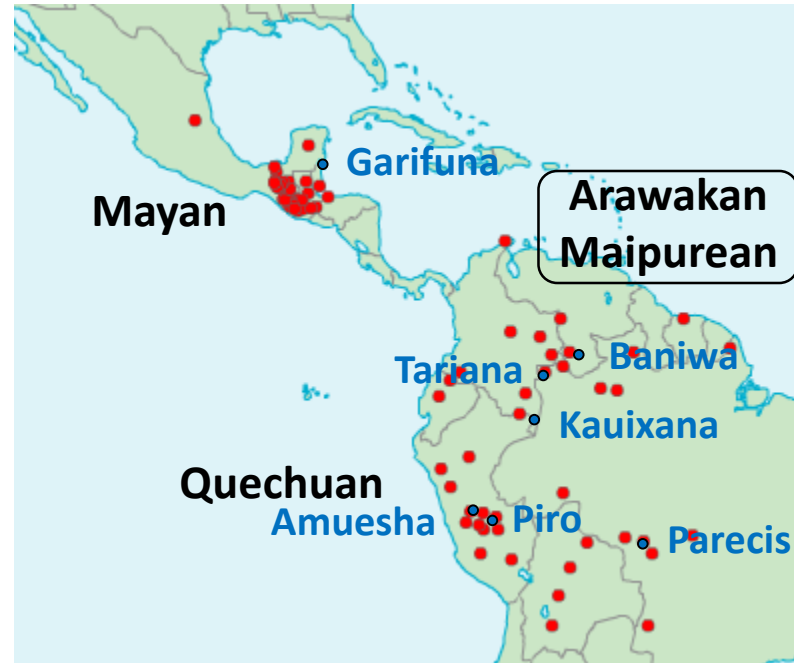 Garifuna
Mayan
Arawakan
Maipurean
Baniwa
Tariana
Kauixana
Quechuan
Amuesha
Piro
Parecis